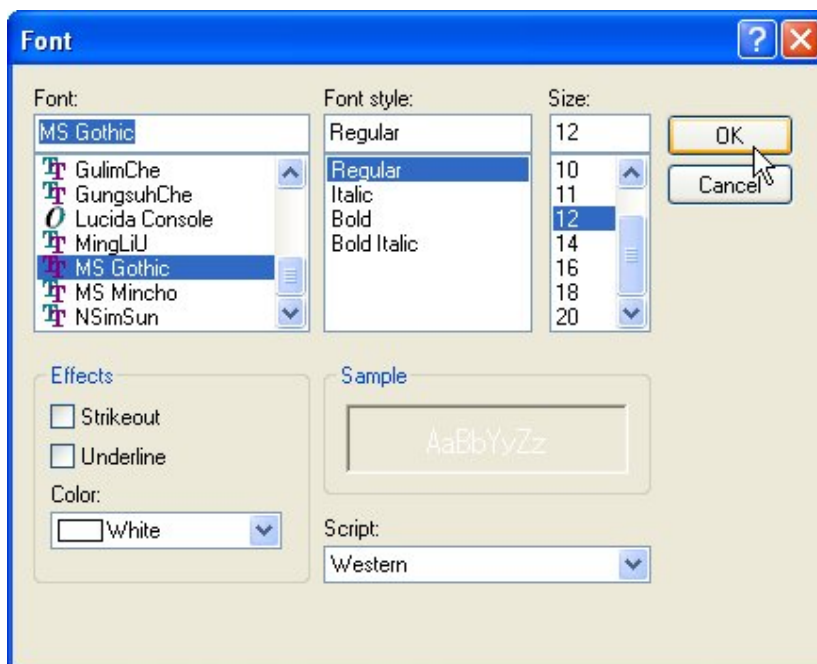 Font
Font:
MS Gothic
GulimChe
GungsuhChe
Lucida Console
MingLiU
MS Gothic
MS Mincho
NSimSun
Font style:
Regular
Regular
Italic
Bold
Bold Italic
Size:
12
10
11
12
14
16
18
20
OK
Cancel
Effects
Strikeout
Underline
Color:
White
Sample
AaBbYyZz
Script:
Western